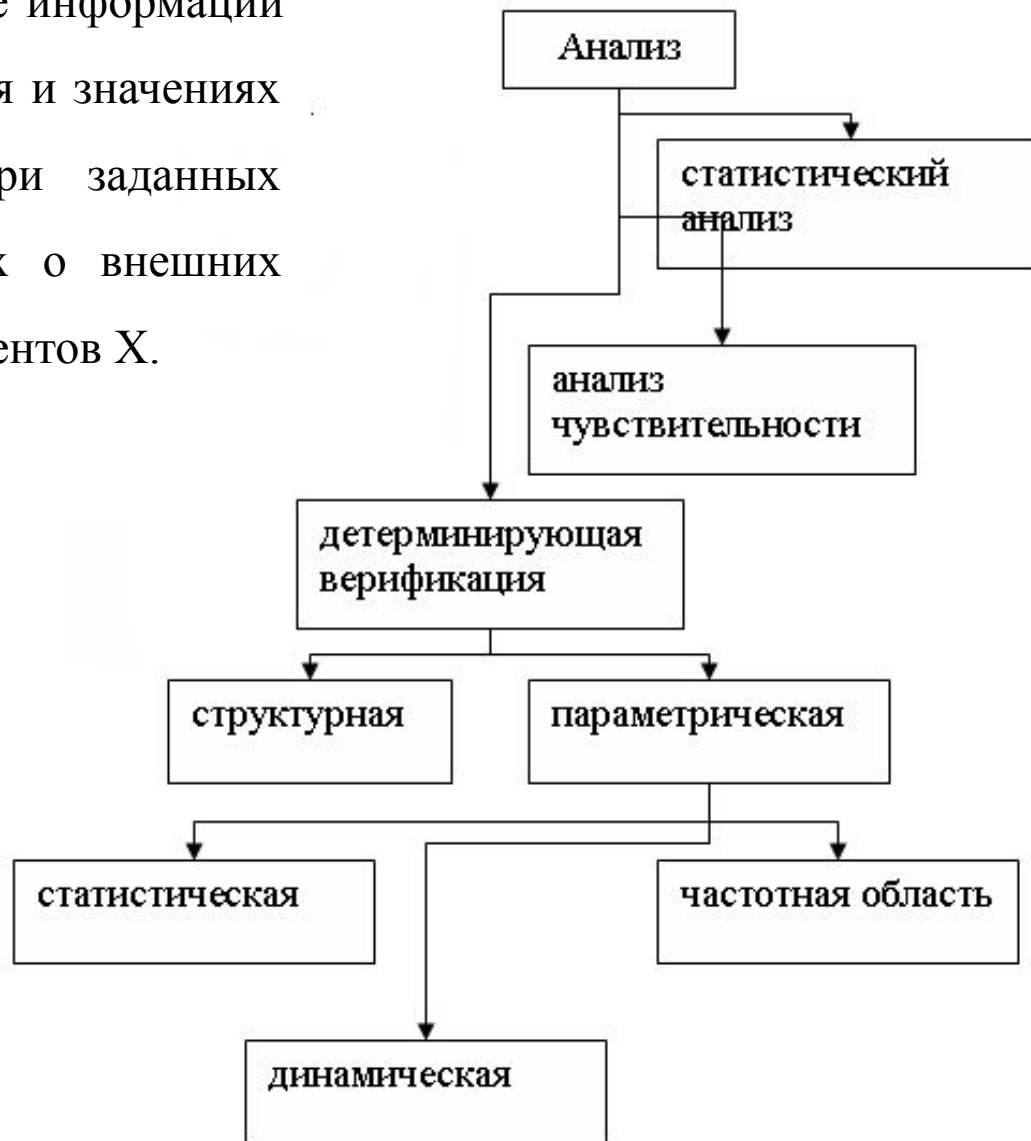 е информации
я и значениях
ри заданных
х о внешних
ентов X.
Анализ
статистический
анализ
анализ
чувствительности
детерминирующая
верификация
структурная
параметрическая
статистическая
частотная область
динамическая